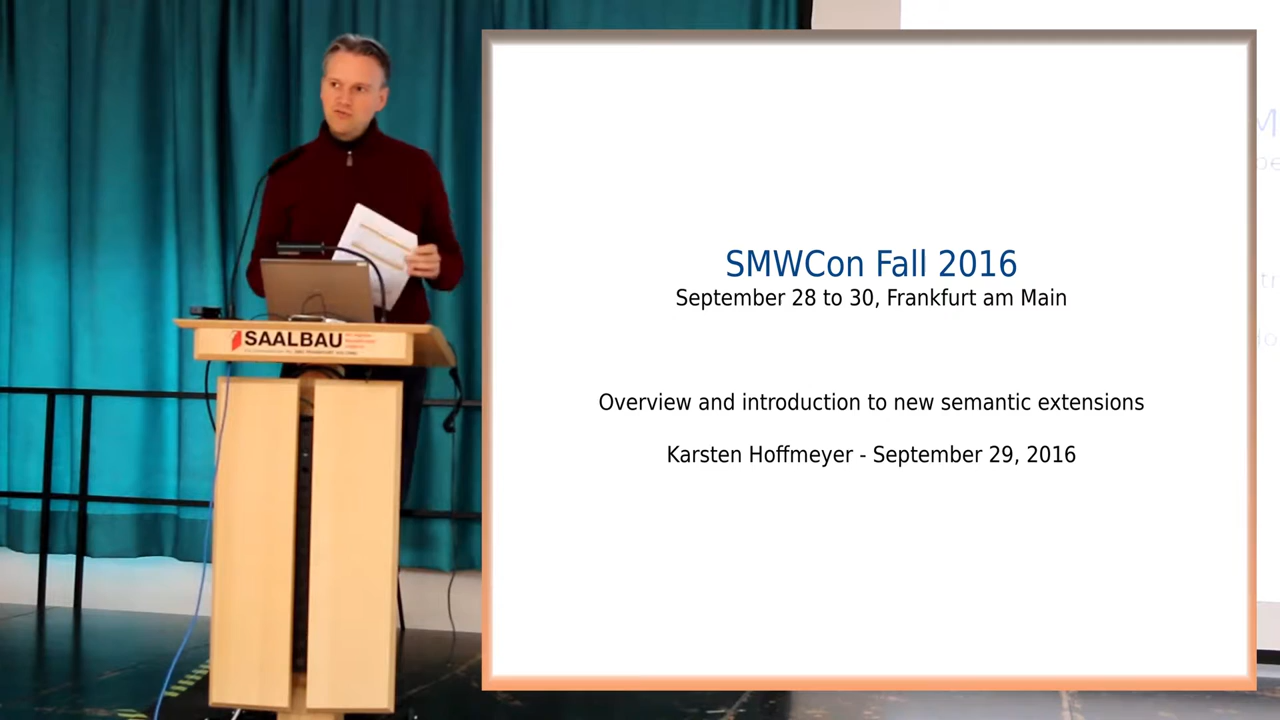 SAALBAU
SMWCon Fall 2016
September 28 to 30, Frankfurt am Main
Overview and introduction to new semantic extensions
Karsten Hoffmeyer - September 29, 2016